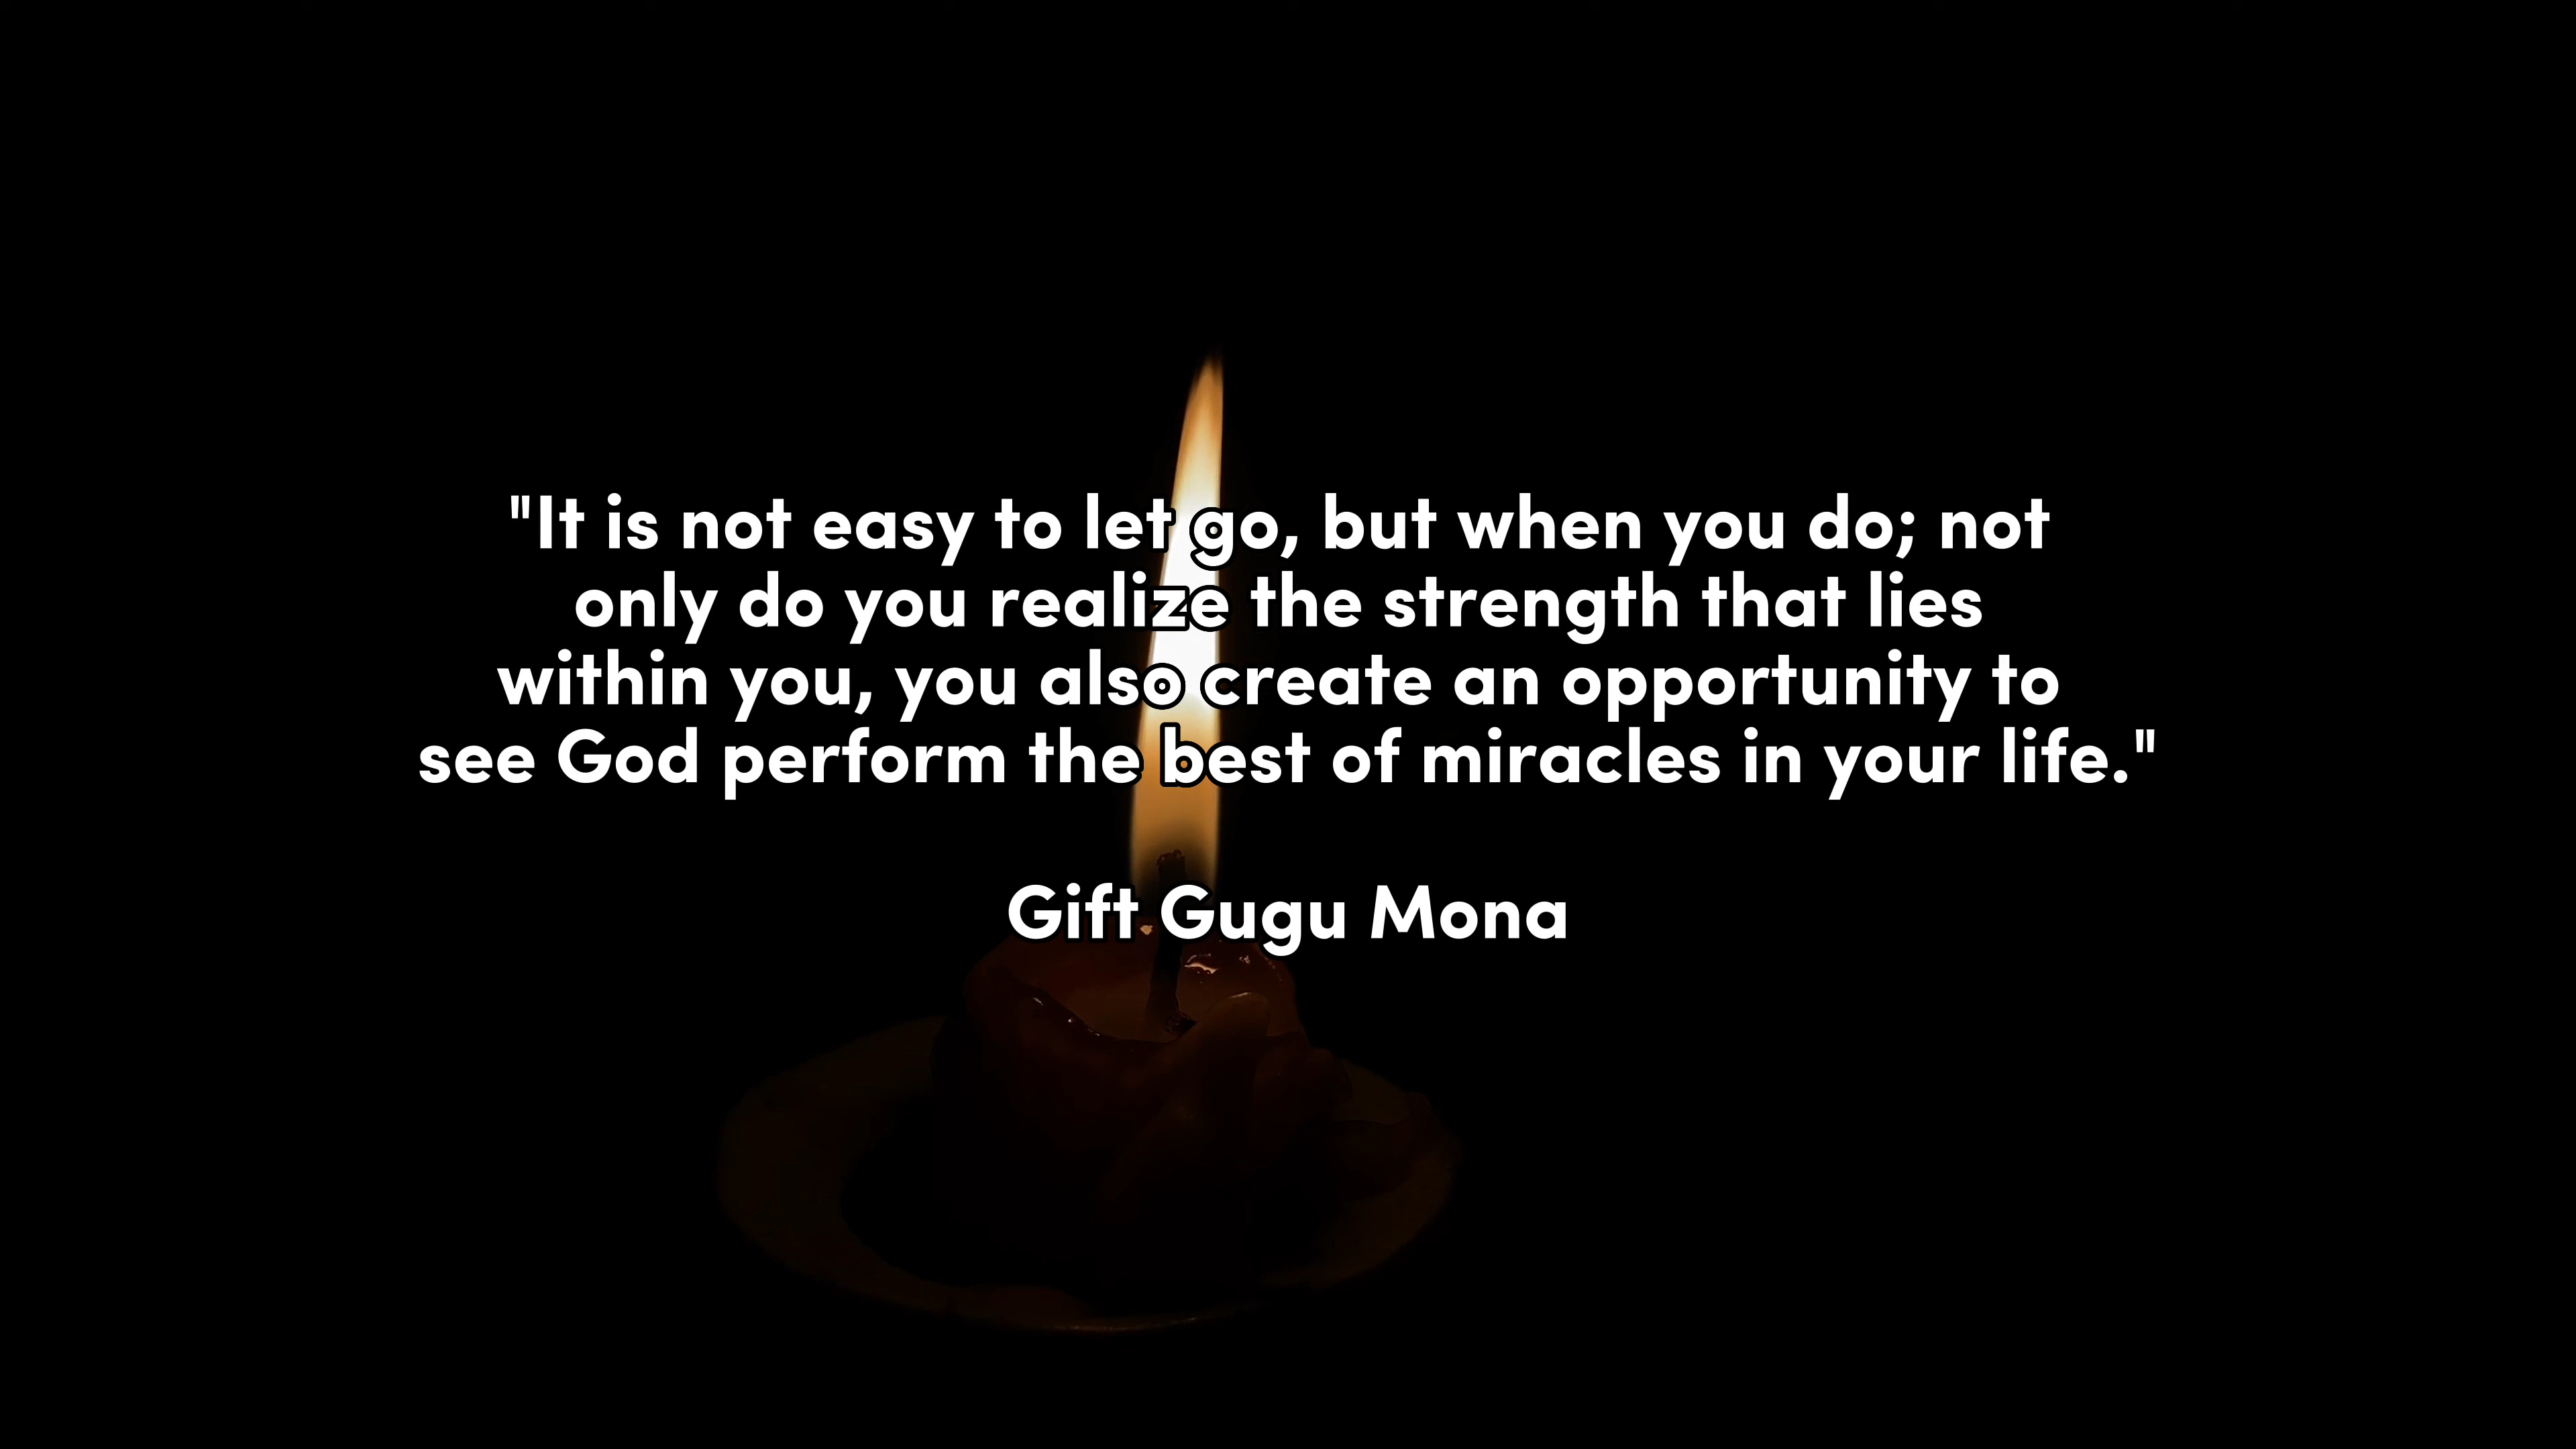 "It is not easy to let go, but when you do; not
only do you realize the strength that lies
within you, you also create an opportunity to
see God perform the best of miracles in your life."
Gift Gugu Mona